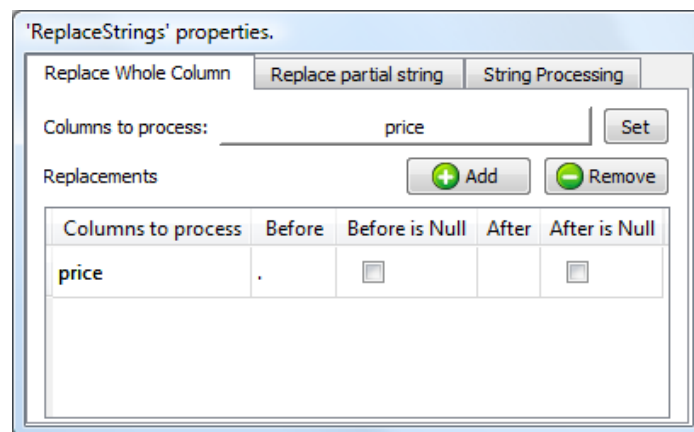 'ReplaceStrings' properties.
Replace Whole Column Replace partial string String Processing
Columns to process: price Set
Replacements Add Remove
Columns to process Before Before is Null After After is Null
price .